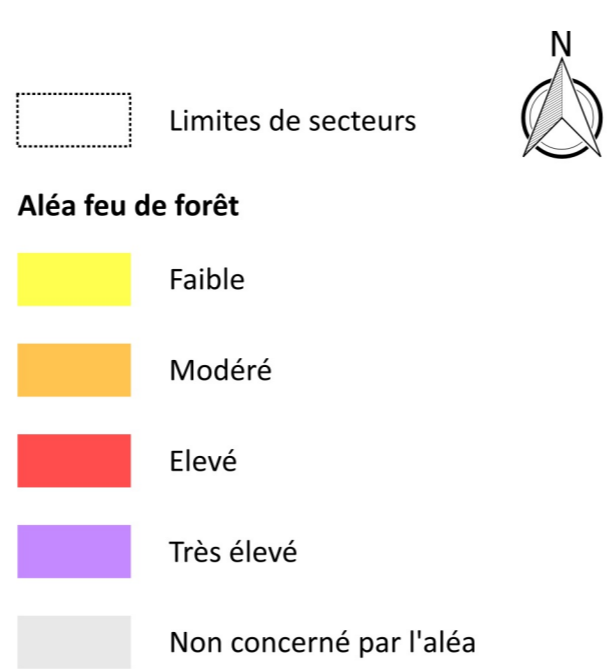 N
Limites de secteurs
Aléa feu de forêt
Faible
Modéré
Elevé
Très élevé
Non concerné par l'aléa